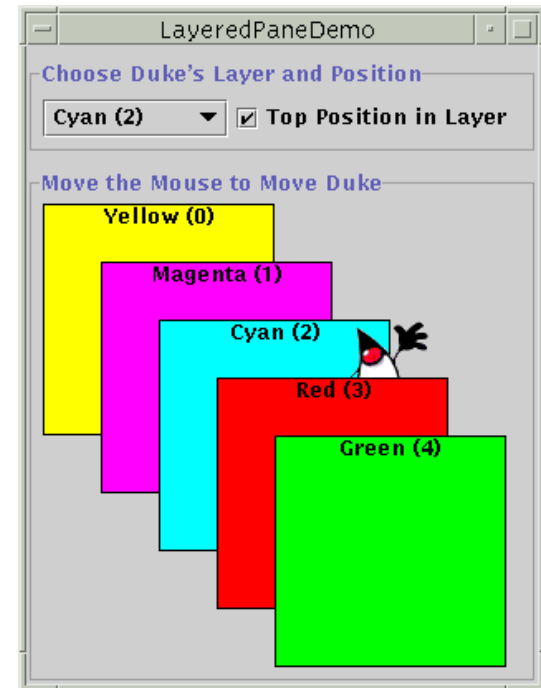 LayeredPaneDemo
Choose Duke's Layer and Position
Cyan (2) Top Position in Layer
Move the Mouse to Move Duke
Yellow (0)
Magenta (1)
Cyan (2)
Red (3)
Green (4)